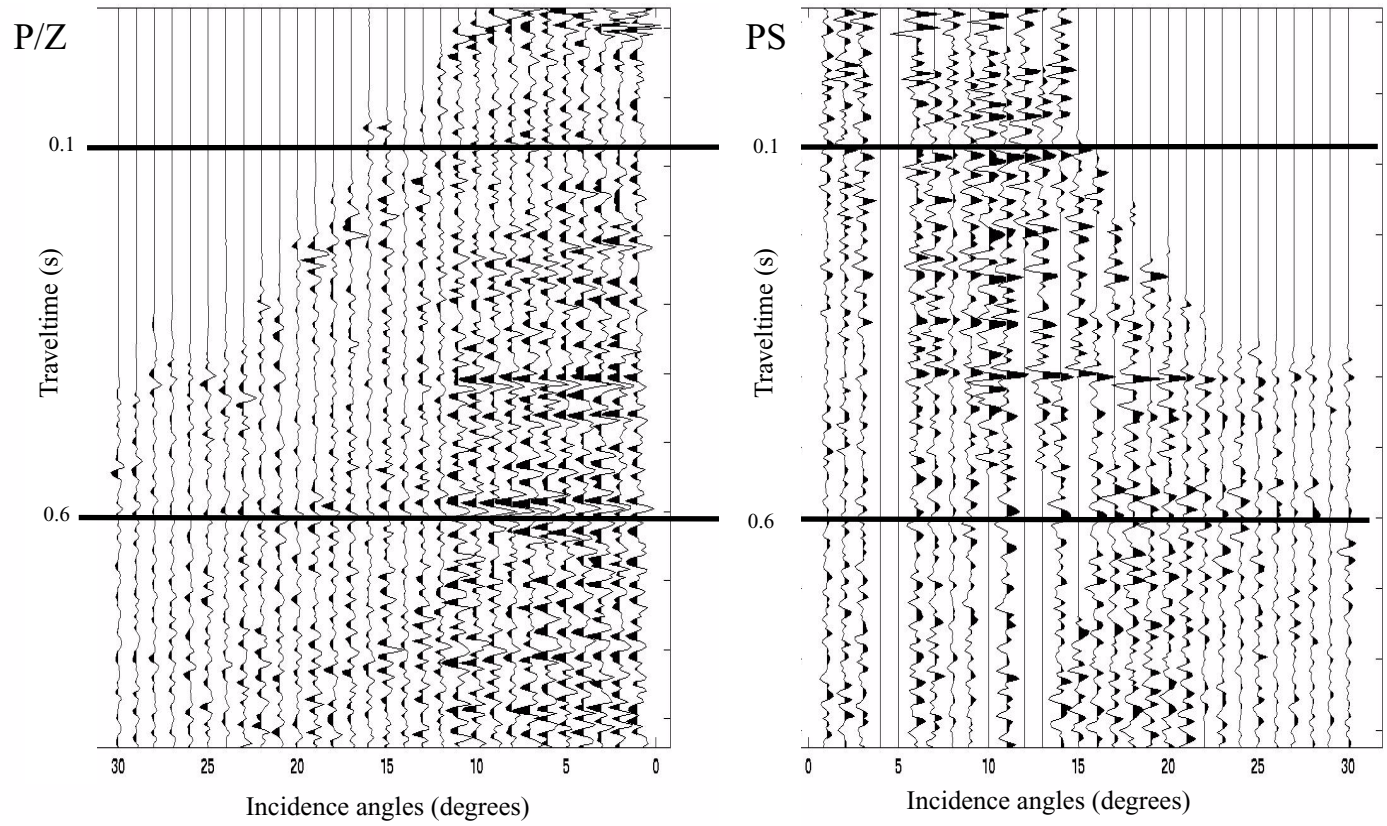 P/Z
PS
0.1
0.1
Traveltime (s)
Traveltime (s)
0.6
0.6
30 25 20 15 10 5 0
0 5 10 15 20 25 30
Incidence angles (degrees)
Incidence angles (degrees)